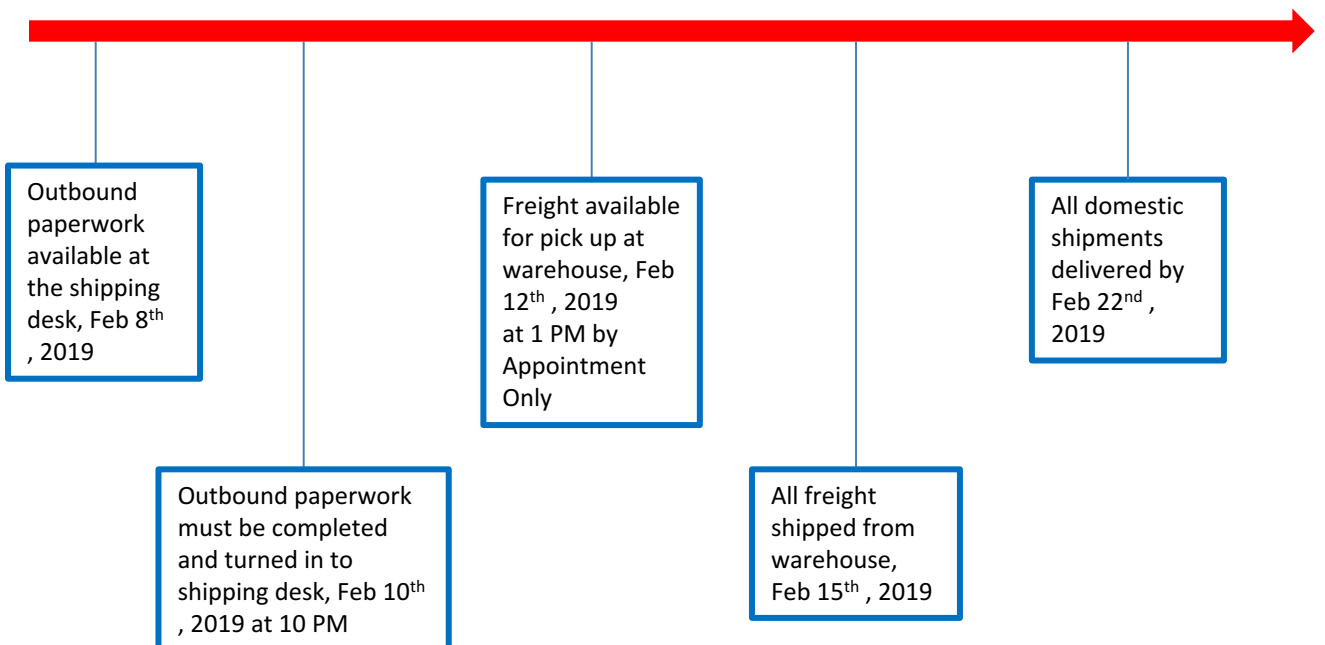 Outbound
paperwork
available at
the shipping
desk, Feb 8th
, 2019
Outbound paperwork
must be completed
and turned in to
shipping desk, Feb 10th
, 2019 at 10 PM
Freight available
for pick up at
warehouse, Feb
12th , 2019
at 1 PM by
Appointment
Only
All freight
shipped from
warehouse,
Feb 15th , 2019
All domestic
shipments
delivered by
Feb 22nd ,
2019